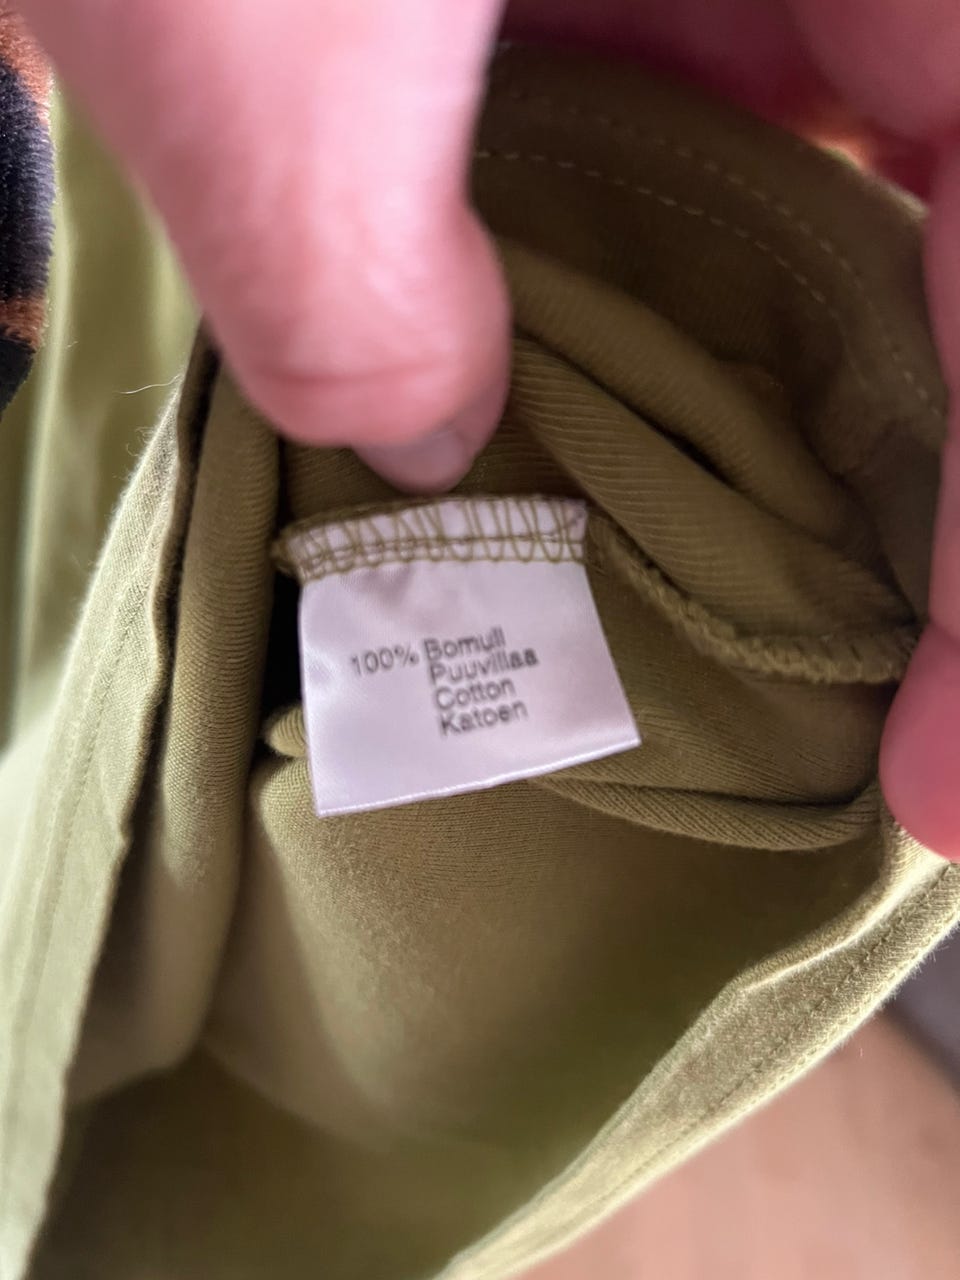 100% Bomull
Puuvillaa
Cotton
Katoen